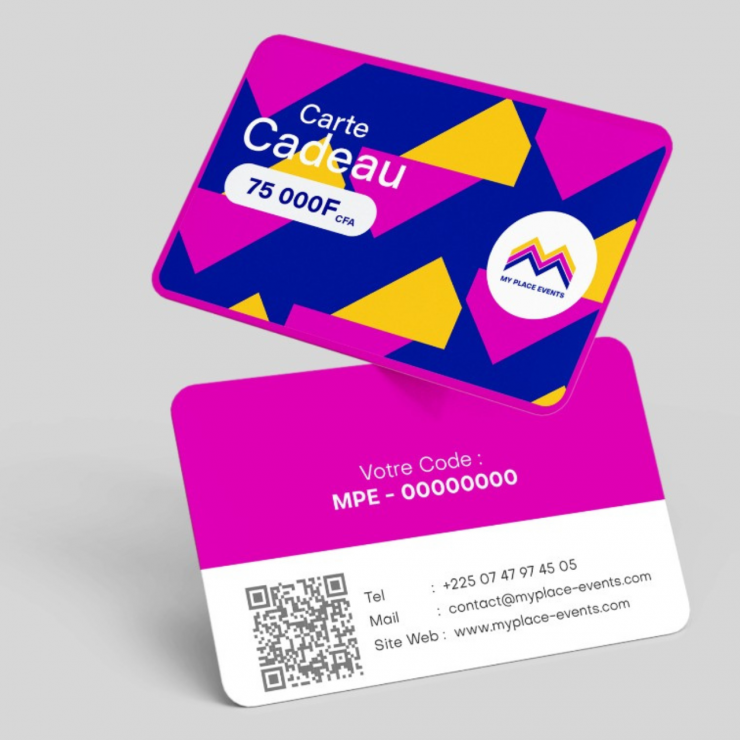 Carte
Cadeau
75 000F CFA
MY PLACE EVENTS
Votre Code :
MPE - 00000000
Tel : +225 07 47 97 45 05
Mail : contact@myplace-events.com
Site Web : www.myplace-events.com